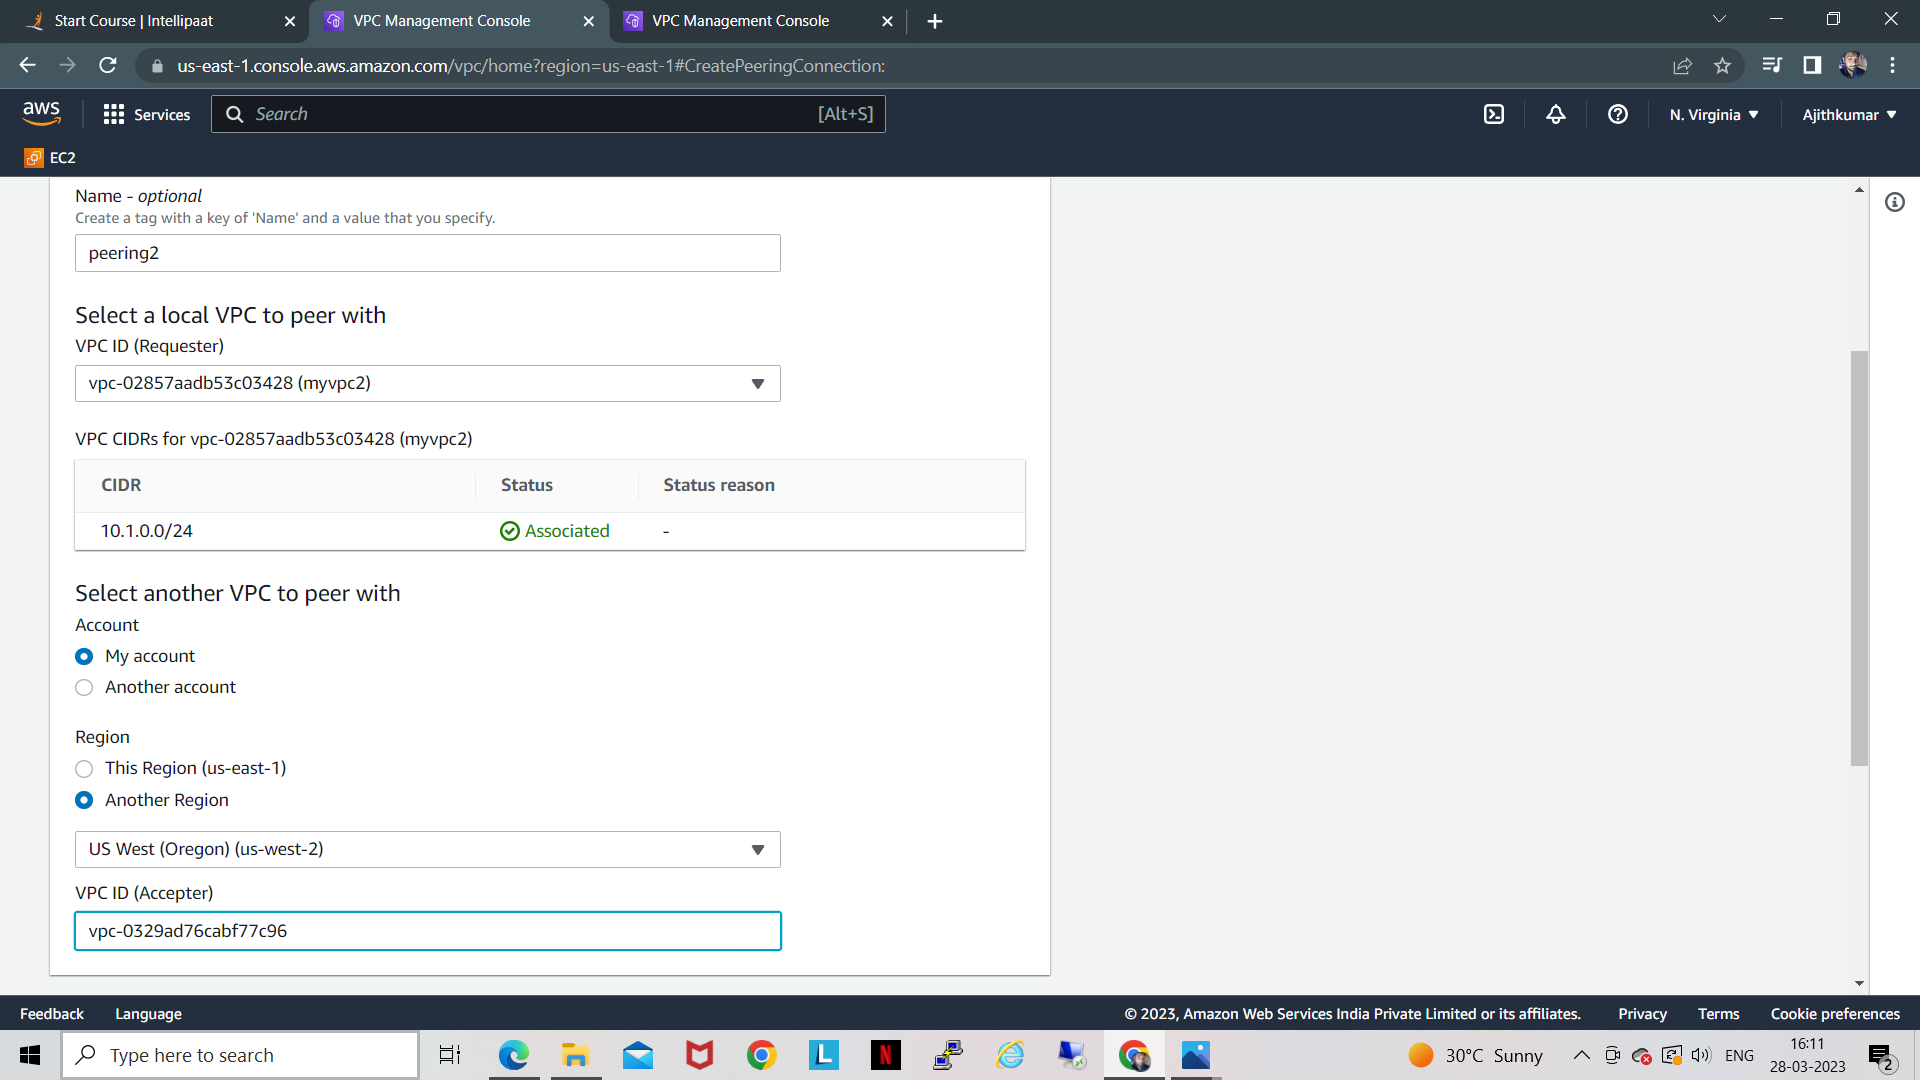 Start Course | Intellipaat
VPC Management Console
VPC Management Console
us-east-1.console.aws.amazon.com/vpc/home?region=us-east-1#CreatePeeringConnection:
aws
Services
Search
[Alt+S]
N. Virginia
Ajithkumar
EC2
Name - optional
Create a tag with a key of 'Name' and a value that you specify.
peering2
Select a local VPC to peer with
VPC ID (Requester)
vpc-02857aadb53c03428 (myvpc2)
VPC CIDRs for vpc-02857aadb53c03428 (myvpc2)
CIDR Status Status reason
10.1.0.0/24 Associated -
Select another VPC to peer with
Account
My account
Another account
Region
This Region (us-east-1)
Another Region
US West (Oregon) (us-west-2)
VPC ID (Accepter)
vpc-0329ad76cabf77c96
Feedback Language © 2023, Amazon Web Services India Private Limited or its affiliates. Privacy Terms Cookie preferences
Type here to search
L
N
30°C Sunny
ENG
16:11
28-03-2023
2